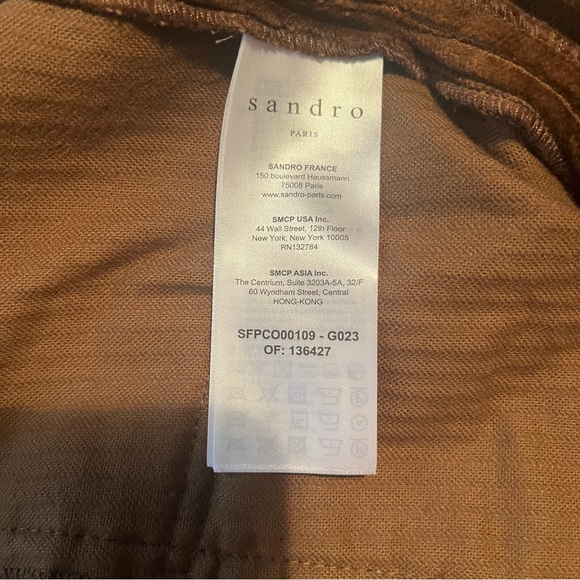 sandro
PARIS
SANDRO FRANCE
150 boulevard Haussmann
75008 Paris
www.sandro-paris.com
SMCP USA Inc.
44 Wall Street, 12th Floor
New York, New York 10005
RN132784
SMCP ASIA Inc.
The Centrium, Suite 3203A-5A, 32/F
60 Wyndham Street, Central
HONG-KONG
SFPCO00109 - G023
OF: 136427